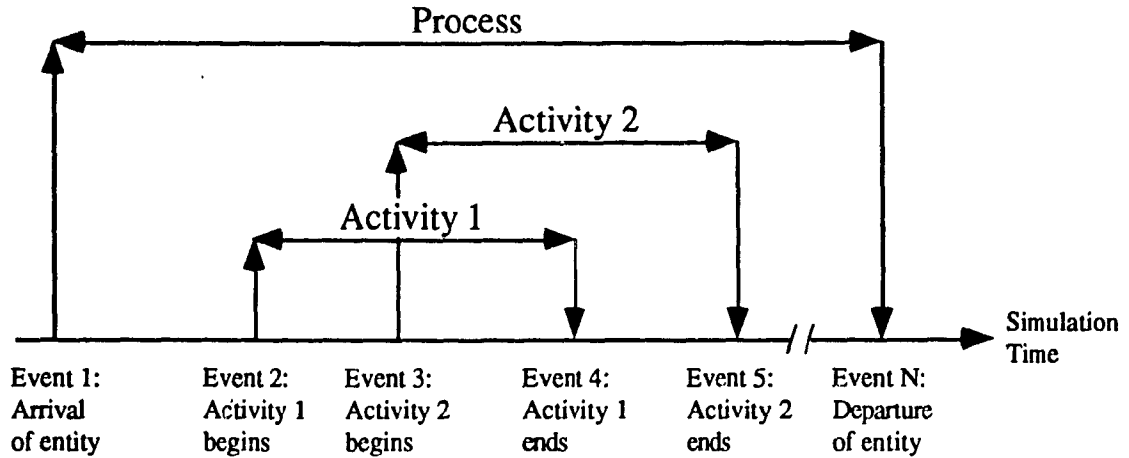 Process
Activity 2
Activity 1
Simulation
Time
Event 1:
Arrival
of entity
Event 2:
Activity 1
begins
Event 3:
Activity 2
begins
Event 4:
Activity 1
ends
Event 5:
Activity 2
ends
Event N:
Departure
of entity